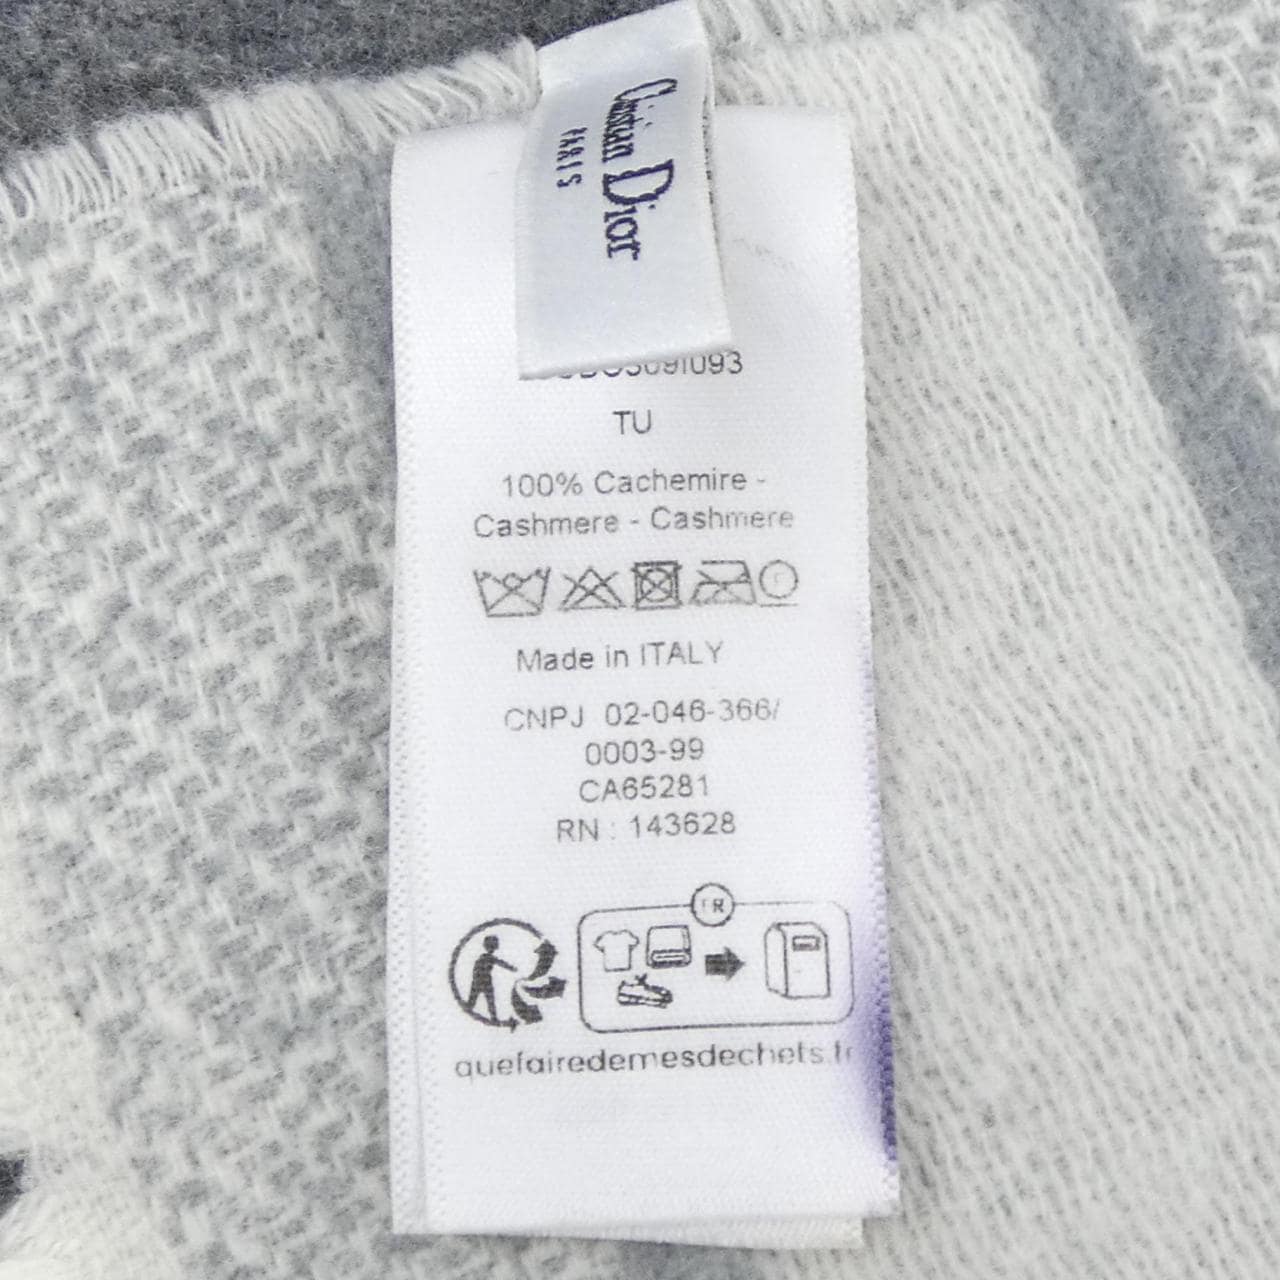 Christian Dior
PARIS
TU
100% Cachemire -
Cashmere - Cashmere
Made in ITALY
CNPJ 02-046-366/
0003-99
CA65281
RN : 143628
FR
quefairedemesdechets.fr